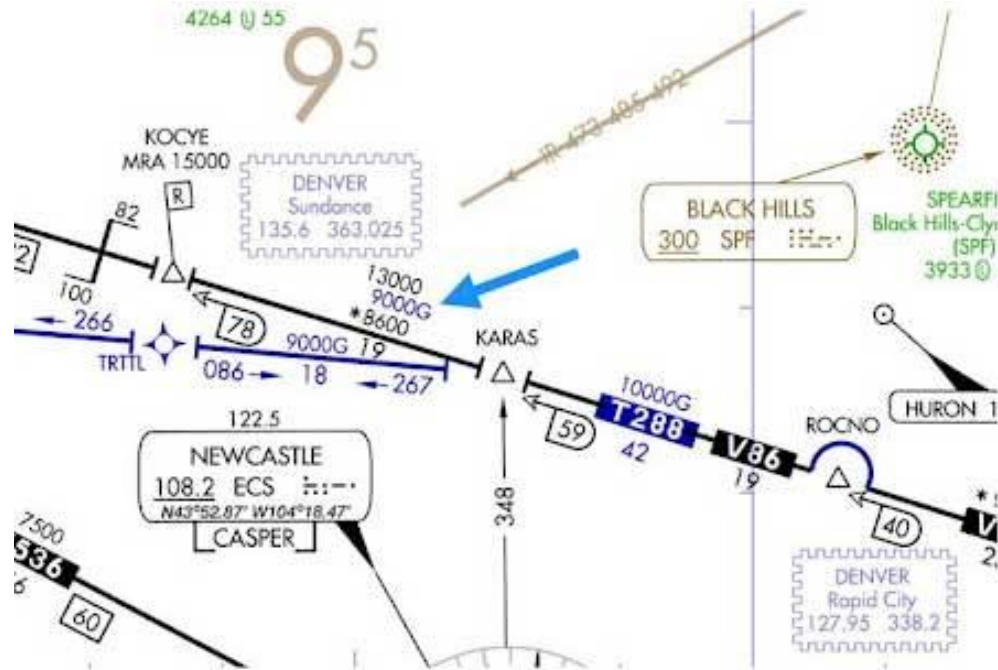 4264 55
9⁵
KOCYE
MRA 15000
R
DENVER
Sundance
135.6 363.025
IR-473-485-492
BLACK HILLS
300 SPF
SPEARFI
Black Hills-Cly
(SPF)
3933
82
100
78
13000
9000G
*8600
19
266
TRTTL
9000G
086
18
267
KARAS
59
10000G
T288
42
V86
19
ROCNO
40
HURON 1
122.5
NEWCASTLE
108.2 ECS
N43°52.87' W104°18.47'
CASPER
348
7500
536
6
60
DENVER
Rapid City
127.95 338.2
V